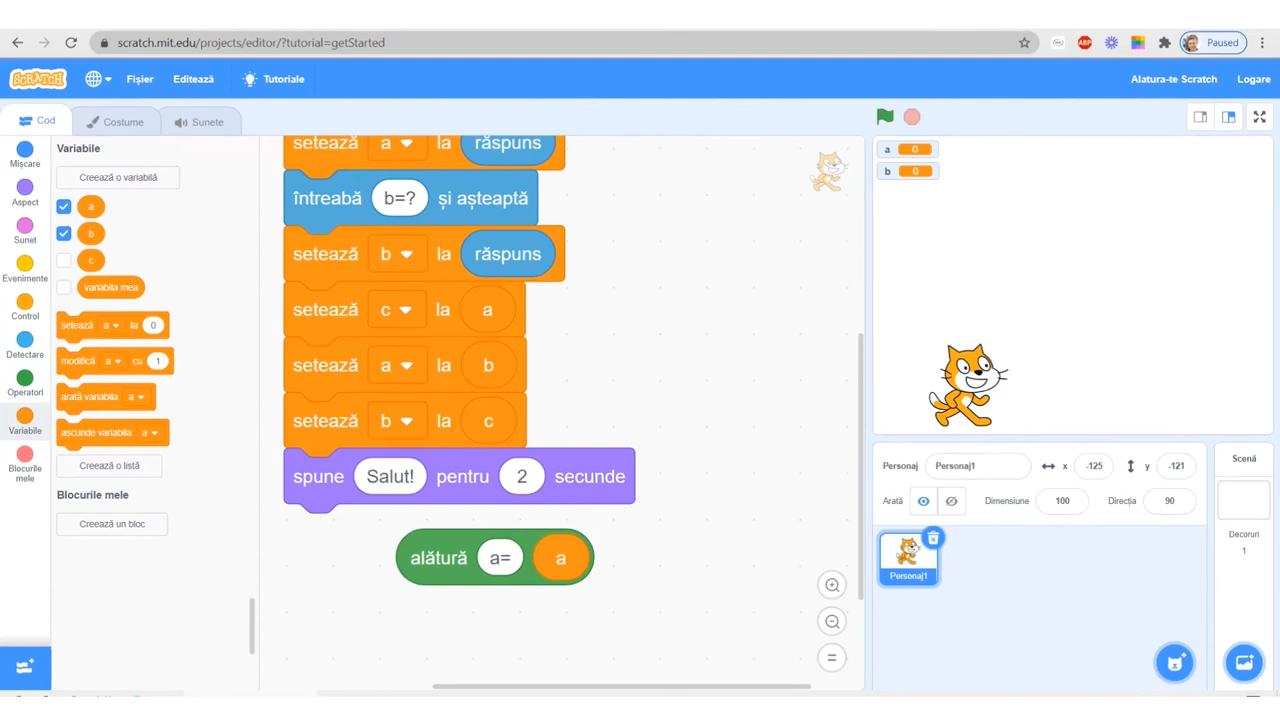 scratch.mit.edu/projects/editor/?tutorial=getStarted
ABP
Paused
SCRATCH
Fișier
Editează
Tutoriale
Alatura-te Scratch
Logare
Cod
Costume
Sunete
Mișcare
Aspect
Sunet
Evenimente
Control
Detectare
Operatori
Variabile
Blocurile
mele
Variabile
Creează o variabilă
a
b
c
variabila mea
setează a la 0
modifică a cu 1
arată variabila a
ascunde variabila a
Creează o listă
Blocurile mele
Creează un bloc
setează a la răspuns
întreabă b=? și așteaptă
setează b la răspuns
setează c la a
setează a la b
setează b la c
spune Salut! pentru 2 secunde
alătură a= a
a 0
b 0
Personaj Personaj1 x -125 y -121
Arată Dimensiune 100 Direcția 90
Personaj1
Scenă
Decoruri
1